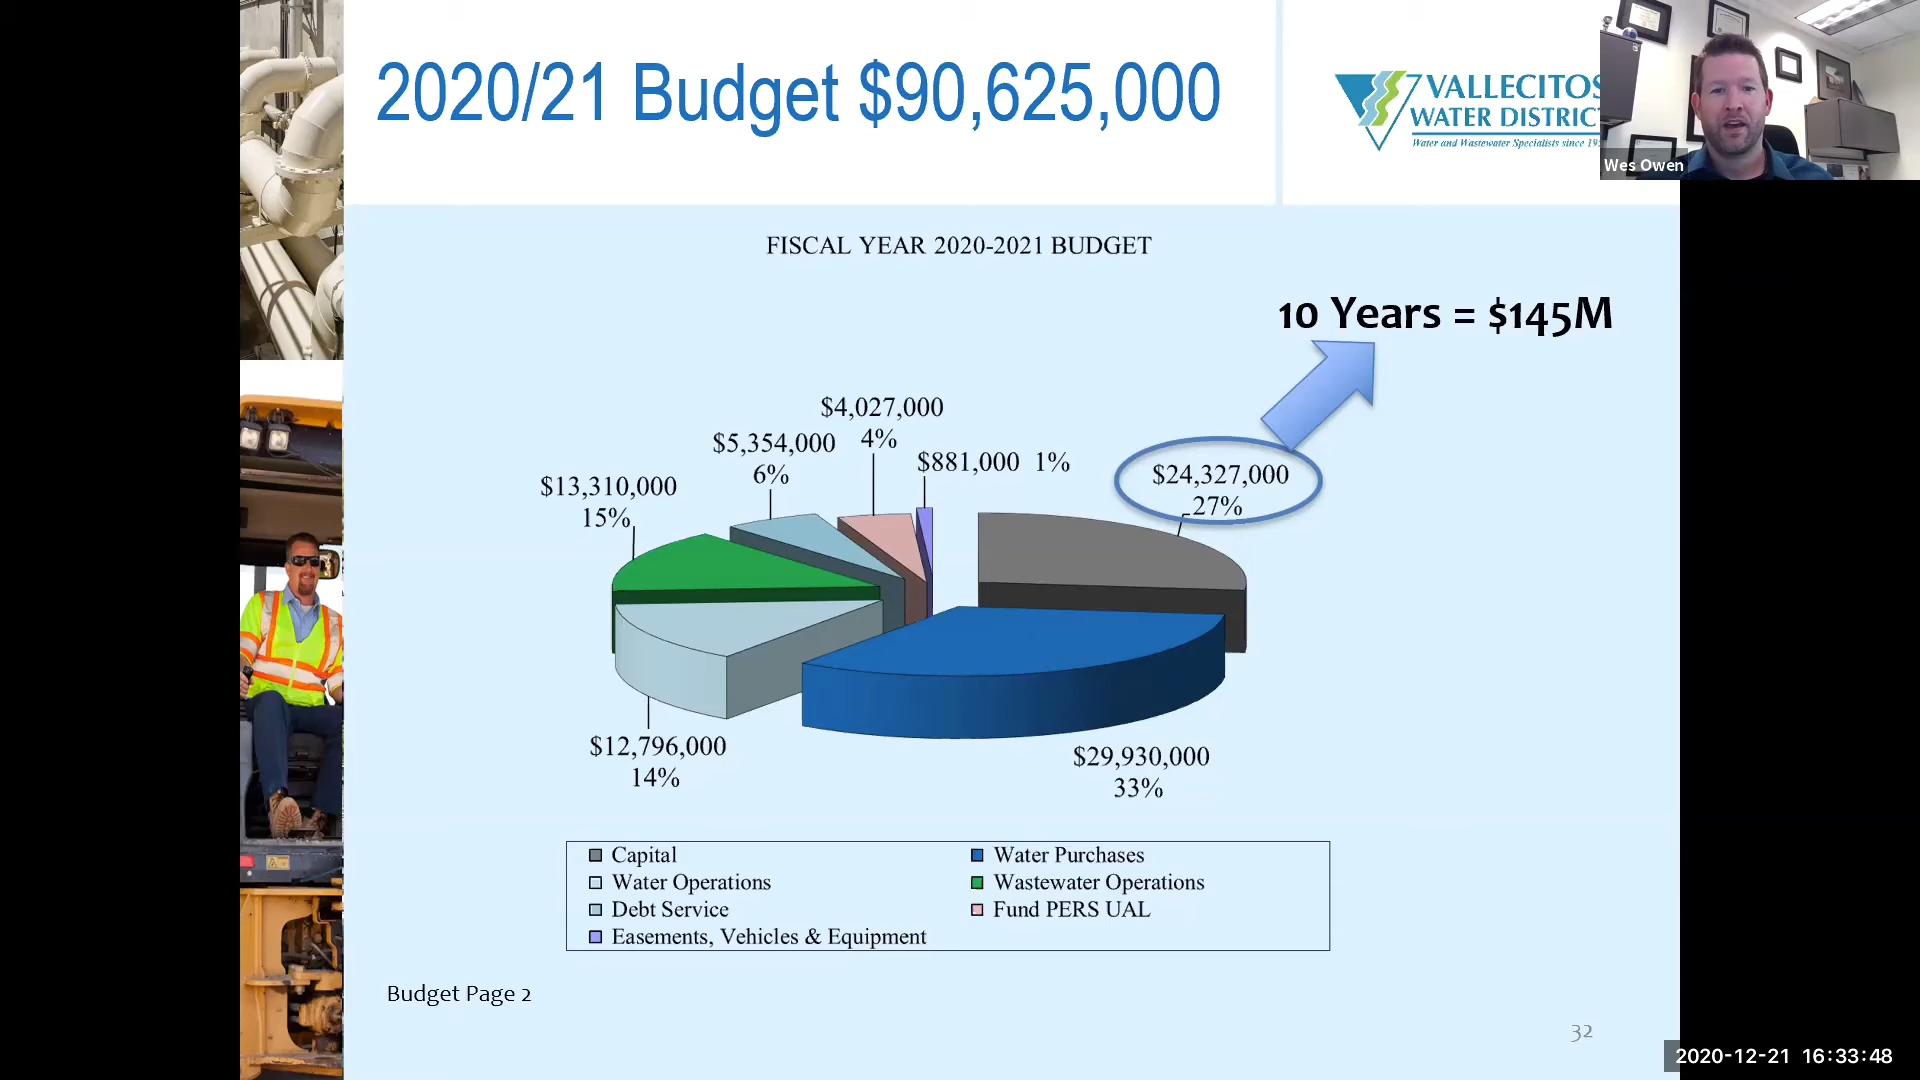 2020/21 Budget $90,625,000
VALLECITOS
WATER DISTRIC
Water and Wastewater Specialists since 19
Wes Owen
FISCAL YEAR 2020-2021 BUDGET
10 Years = $145M
$4,027,000
4%
$5,354,000
6%
$881,000 1%
$24,327,000
27%
$13,310,000
15%
$12,796,000
14%
$29,930,000
33%
Capital
Water Purchases
Water Operations
Wastewater Operations
Debt Service
Fund PERS UAL
Easements, Vehicles & Equipment
Budget Page 2
32
2020-12-21 16:33:48